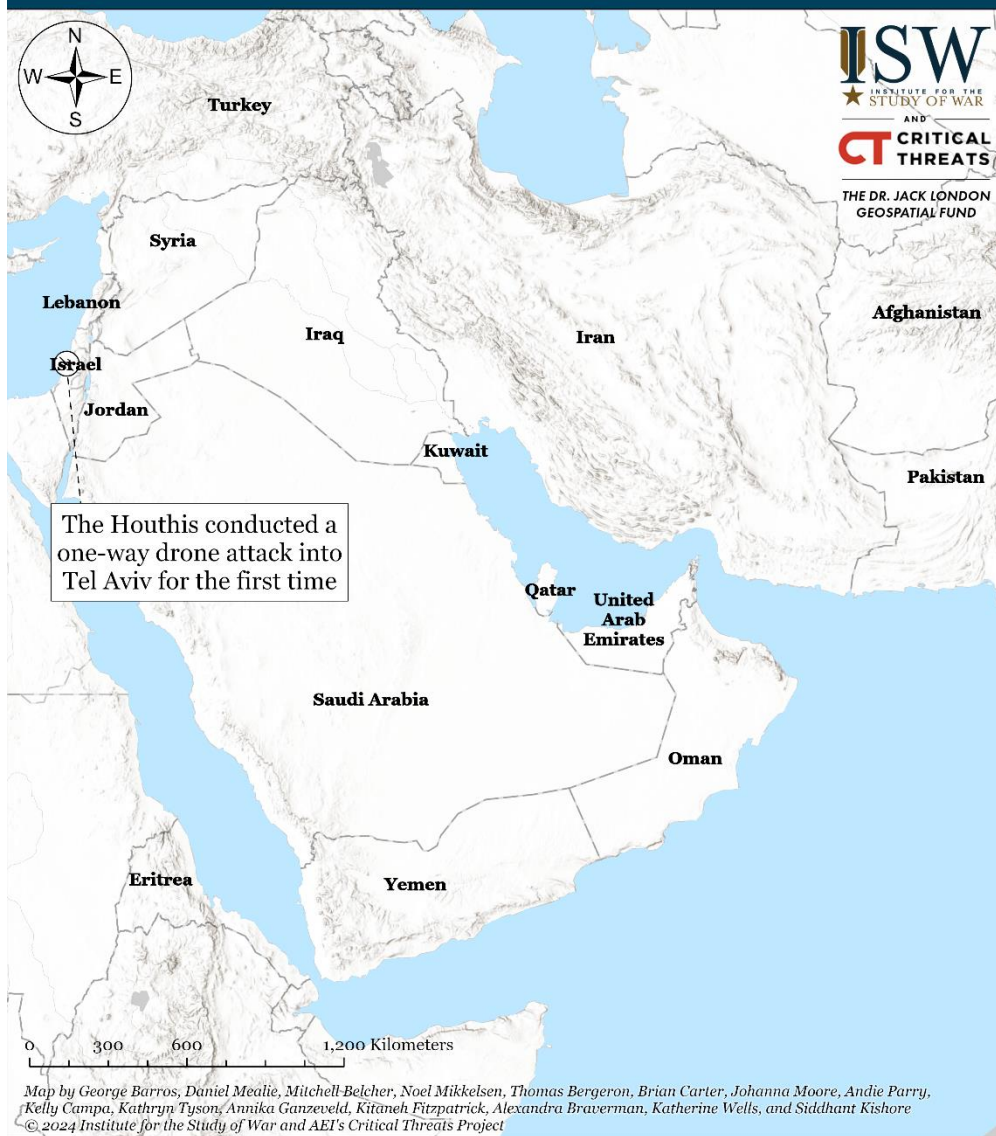 N
W
E
S
ISW
INSTITUTE FOR THE
STUDY OF WAR
AND
CT CRITICAL
THREATS
THE DR. JACK LONDON
GEOSPATIAL FUND
Turkey
Syria
Lebanon
Iraq
Iran
Afghanistan
Israel
Jordan
Kuwait
Pakistan
The Houthis conducted a
one-way drone attack into
Tel Aviv for the first time
Qatar
United
Arab
Emirates
Saudi Arabia
Oman
Eritrea
Yemen
0 300 600 1,200 Kilometers
Map by George Barros, Daniel Mealie, Mitchell Belcher, Noel Mikkelsen, Thomas Bergeron, Brian Carter, Johanna Moore, Andie Parry,
Kelly Campa, Kathryn Tyson, Annika Ganzeveld, Kitaneh Fitzpatrick, Alexandra Braverman, Katherine Wells, and Siddhant Kishore
© 2024 Institute for the Study of War and AEI's Critical Threats Project